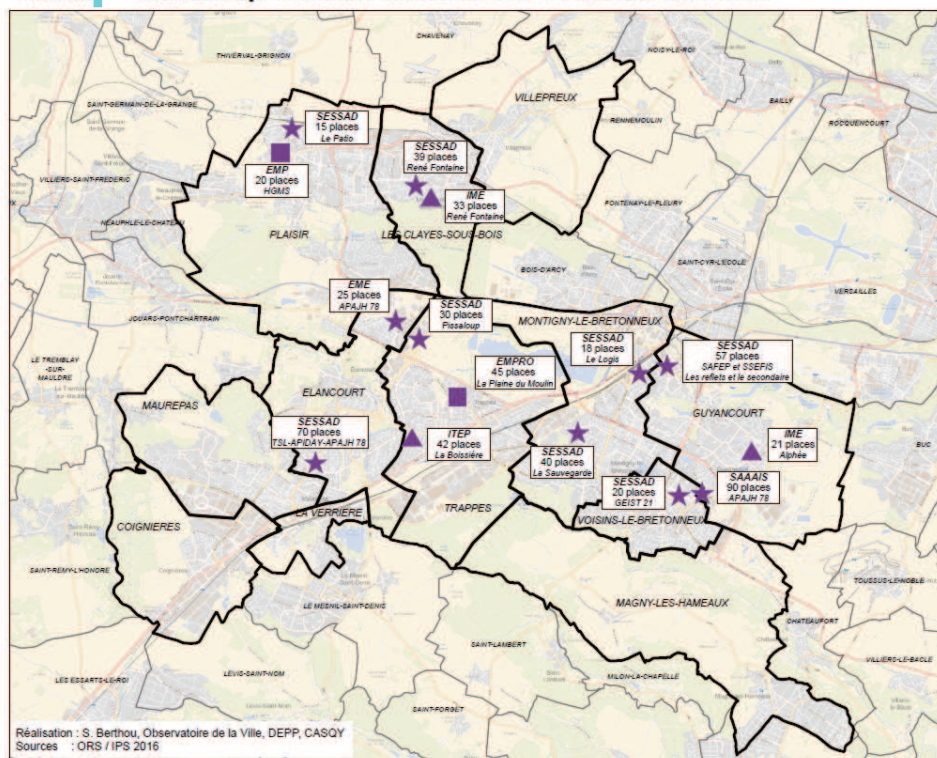 CHAVENAY
NOISY-LE-ROI
THIVERVAL-GRIGNON
BAILLY
VILLEPREUX
SAINT-GERMAIN-DE-LA-GRANGE
RENNEMOULIN
ROCQUENCOURT
SESSAD
15 places
Le Patio
SESSAD
39 places
René Fontaine
EMP
20 places
HGMS
VILLIERS-SAINT-FREDERIC
IME
33 places
René Fontaine
FONTENAY-LE-FLEURY
NEAUPHLE-LE-CHATEAU
PLAISIR
LES CLAYES-SOUS-BOIS
BOIS-D'ARCY
SAINT-CYR-L'ECOLE
VERSAILLES
EME
25 places
APAJH 78
SESSAD
30 places
Pissaloup
JOUARS-PONTCHARTRAIN
MONTIGNY-LE-BRETONNEUX
SESSAD
18 places
Le Logis
SESSAD
57 places
SAFEP et SSEFIS
Les reflets et le secondaire
LE TREMBLAY
-SUR-
MAULDRE
EMPRO
45 places
La Plaine du Moulin
ELANCOURT
MAUREPAS
GUYANCOURT
SESSAD
70 places
TSL-APIDAY-APAJH 78
ITEP
42 places
La Boissière
IME
21 places
Alphée
BUC
SESSAD
40 places
La Sauvegarde
SESSAD
20 places
GEIST 21
SAAAIS
90 places
APAJH 78
LA VERRIERE
TRAPPES
VOISINS-LE-BRETONNEUX
COIGNIERES
SAINT-REMY-L'HONORE
TOUSSUS-LE-NOBLE
LE MESNIL-SAINT-DENIS
MAGNY-LES-HAMEAUX
CHATEAUFORT
SAINT-LAMBERT
VILLIERS-LE-BACLE
LEVIS-SAINT-NOM
MILON-LA-CHAPELLE
LES ESSARTS-LE-ROI
SAINT-FORGET
Réalisation : S. Berthou, Observatoire de la Ville, DEPP, CASQY
Sources : ORS / IPS 2016